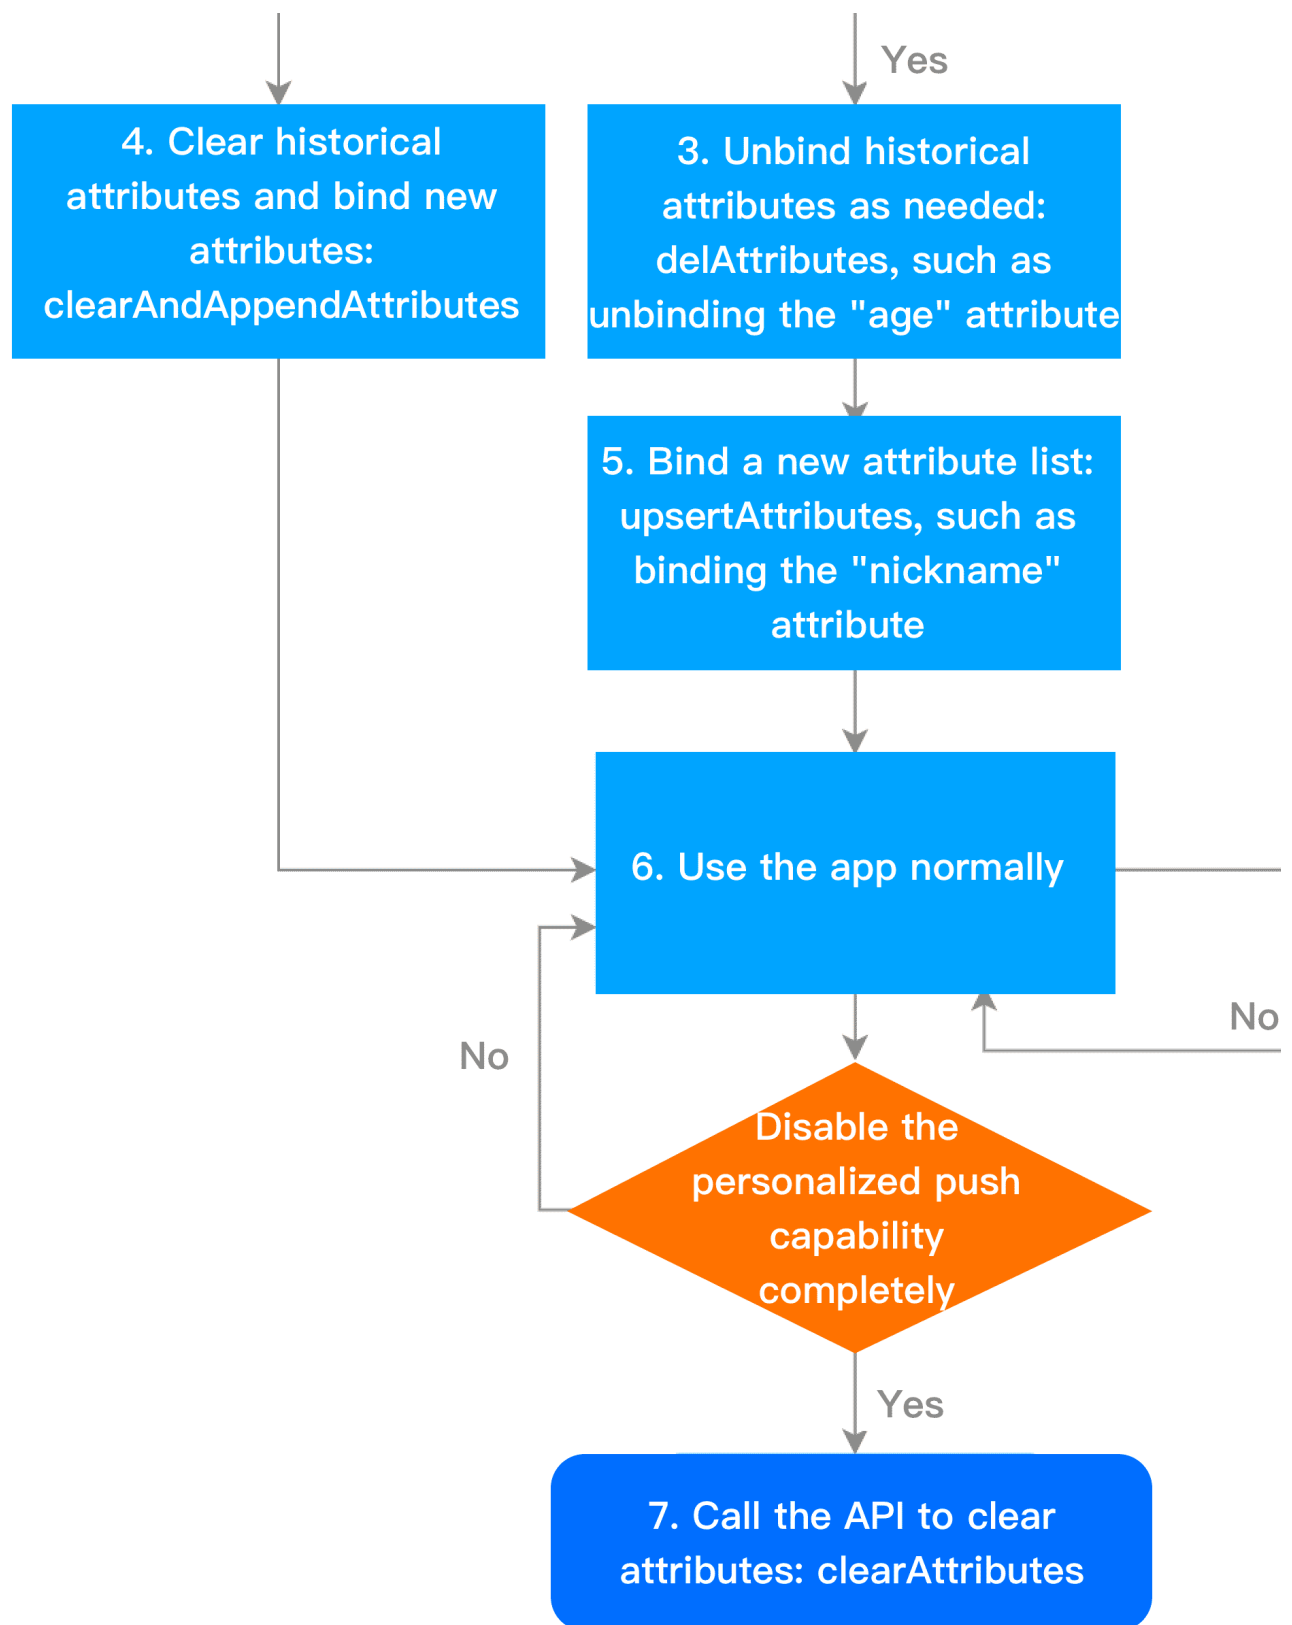 Yes
4. Clear historical
attributes and bind new
attributes:
clearAndAppendAttributes
3. Unbind historical
attributes as needed:
delAttributes, such as
unbinding the "age" attribute
5. Bind a new attribute list:
upsertAttributes, such as
binding the "nickname"
attribute
6. Use the app normally
No
No
Disable the
personalized push
capability
completely
Yes
7. Call the API to clear
attributes: clearAttributes